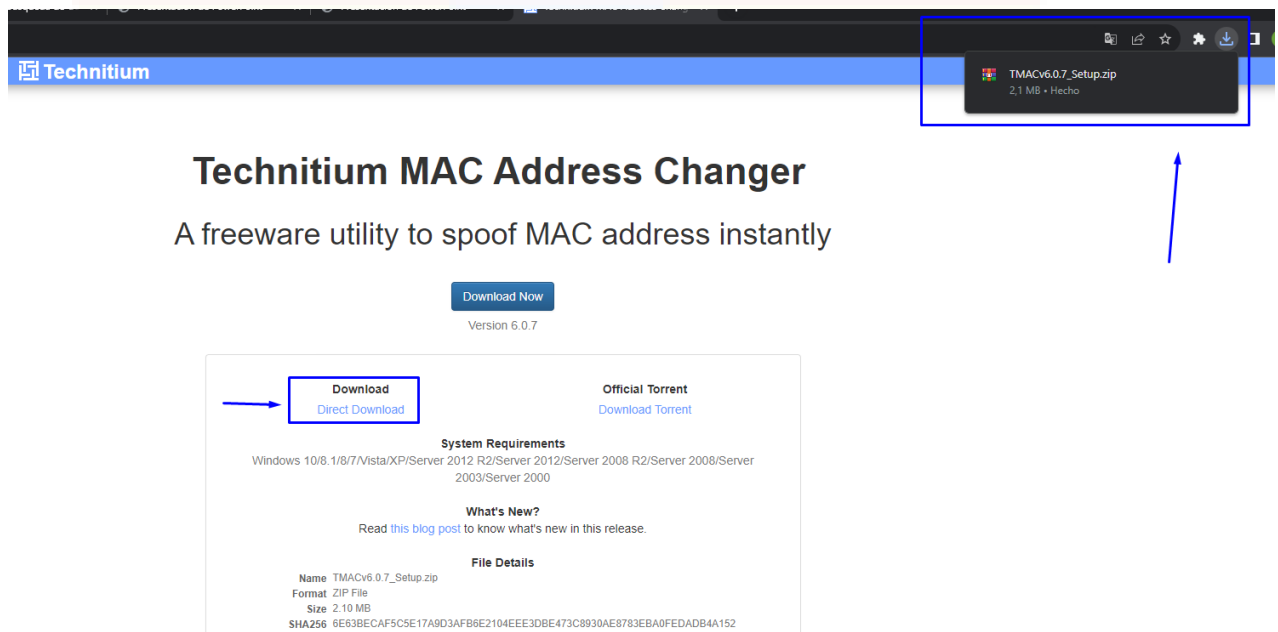 Technitium
TMACv6.0.7_Setup.zip
2,1 MB • Hecho
Technitium MAC Address Changer
A freeware utility to spoof MAC address instantly
Download Now
Version 6.0.7
Download
Direct Download
Official Torrent
Download Torrent
System Requirements
Windows 10/8.1/8/7/Vista/XP/Server 2012 R2/Server 2012/Server 2008 R2/Server 2008/Server
2003/Server 2000
What's New?
Read this blog post to know what's new in this release.
File Details
Name TMACv6.0.7_Setup.zip
Format ZIP File
Size 2.10 MB
SHA256 6E63BECAF5C5E17A9D3AFB6E2104EEE3DBE473C8930AE8783EBA0FEDADB4A152